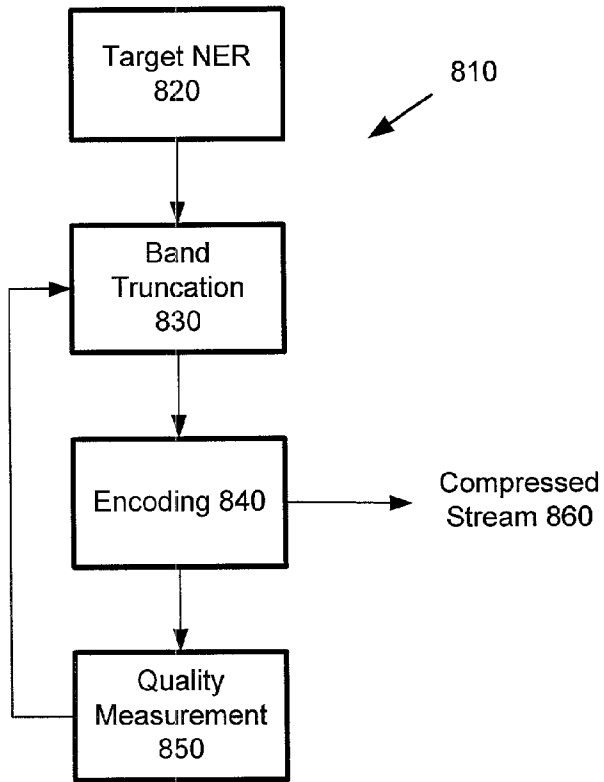 Target NER
820
810
Band
Truncation
830
Encoding 840
Compressed
Stream 860
Quality
Measurement
850